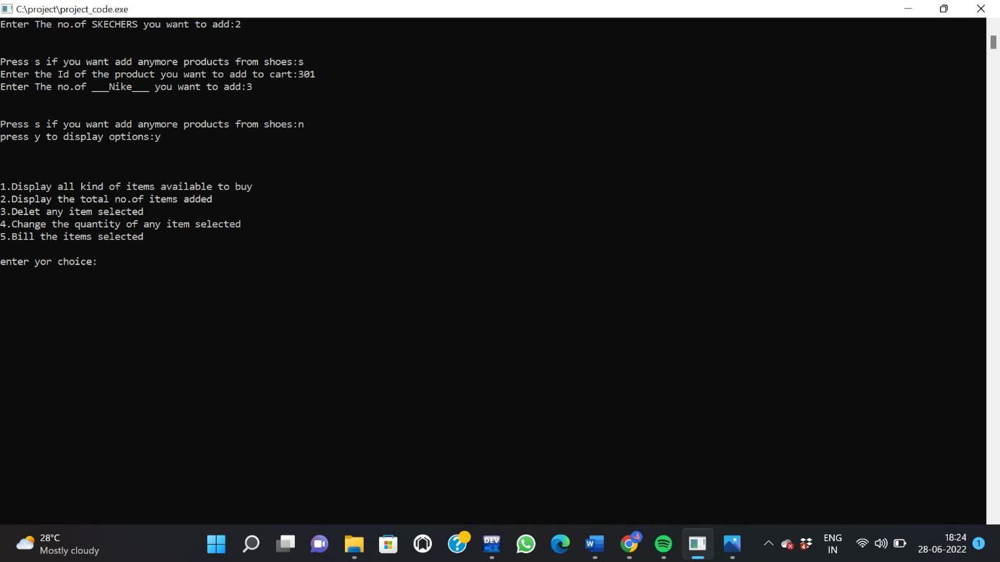 C:\project\project_code.exe
Enter The no.of SKECHERS you want to add:2
Press s if you want add anymore products from shoes:s
Enter the Id of the product you want to add to cart:301
Enter The no.of ___Nike___ you want to add:3
Press s if you want add anymore products from shoes:n
press y to display options:y
1.Display all kind of items available to buy
2.Display the total no.of items added
3.Delet any item selected
4.Change the quantity of any item selected
5.Bill the items selected
enter yor choice:
28°C
Mostly cloudy
DEV
C++
W
4
ENG
IN
18:24
28-06-2022
1